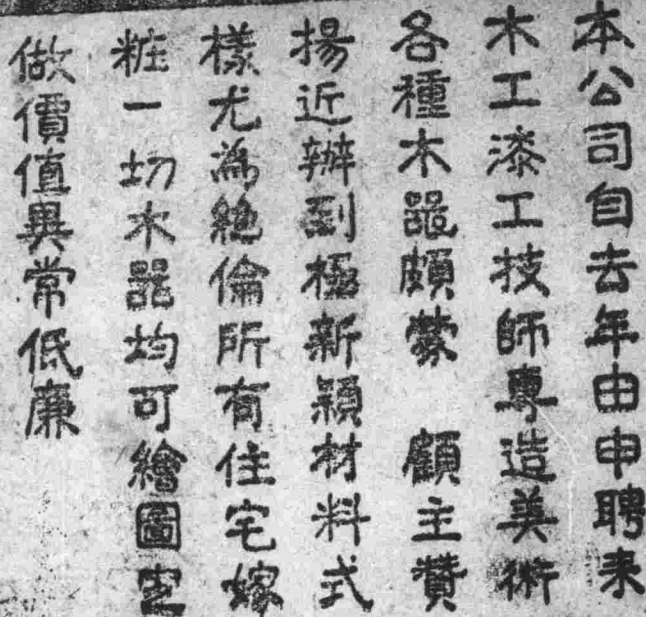 本公司自去年由申聘来
木工漆工技師專造美術
各種木器頗蒙　顧主贊
揚近辦到極新穎材料式
樣尤為絶倫所有住宅嫁
粧一切木器均可繪圖定
做價值異常低廉